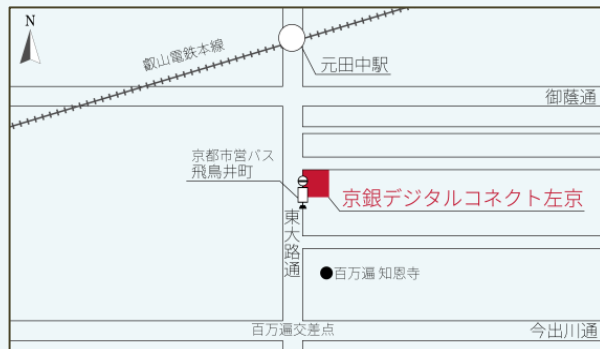 N
叡山電鉄本線
元田中駅
御蔭通
京都市営バス
飛鳥井町
京銀デジタルコネクト左京
東大路通
百万遍 知恩寺
百万遍交差点
今出川通